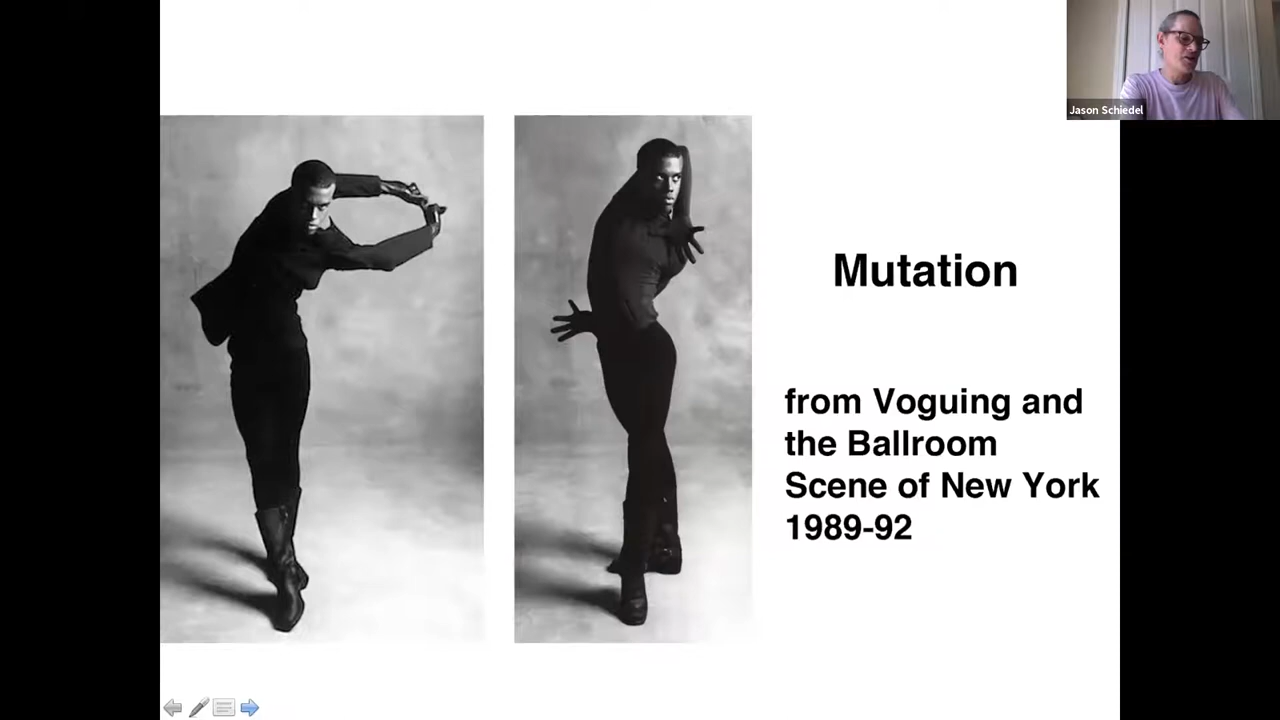 Jason Schiedel
Mutation
from Voguing and
the Ballroom
Scene of New York
1989-92